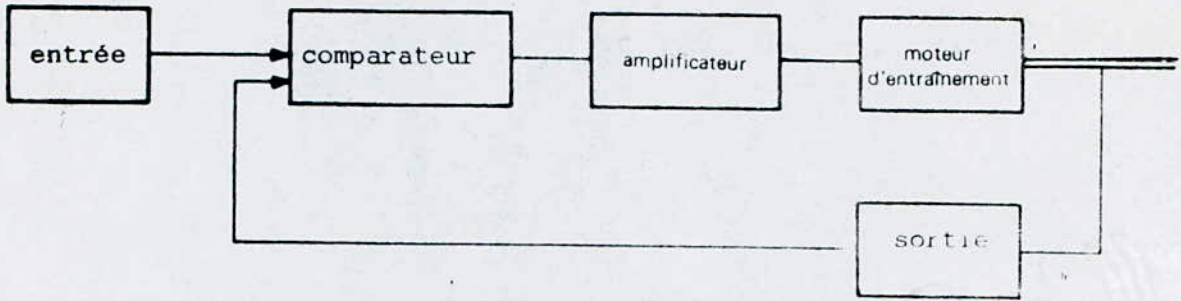 entrée
comparateur
amplificateur
moteur
d'entraînement
sortie